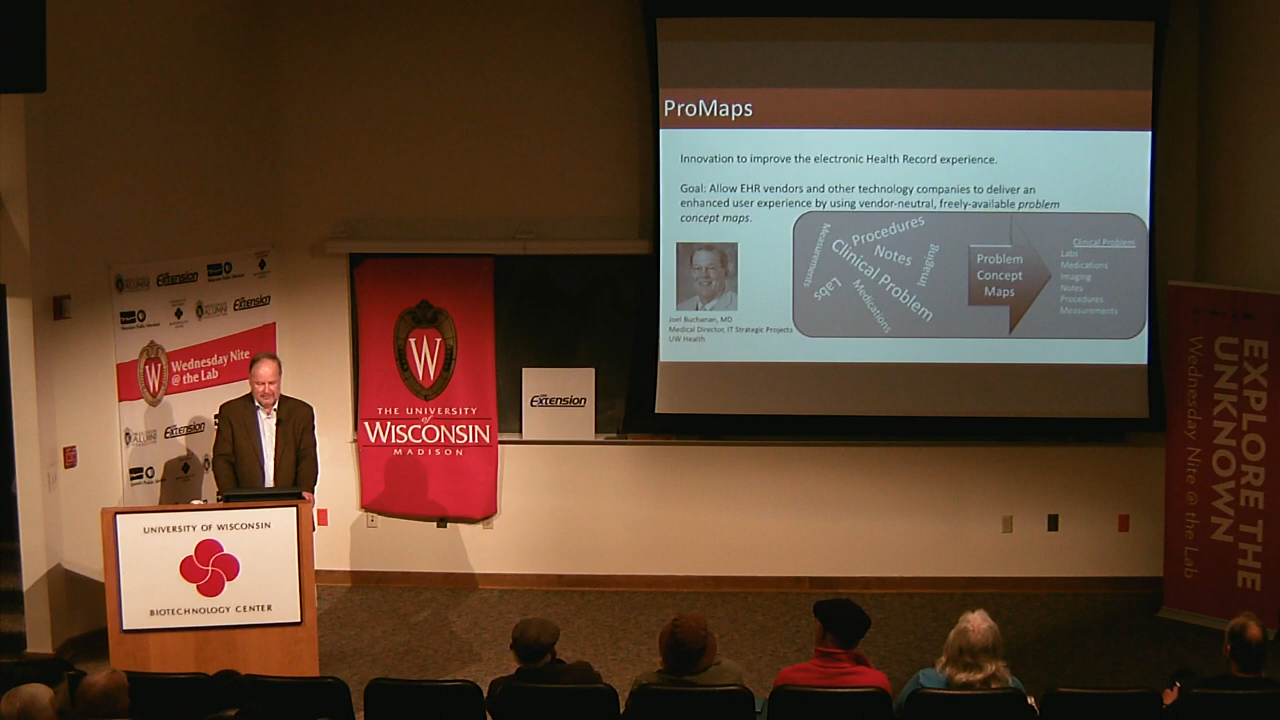 ProMaps
Innovation to improve the electronic Health Record experience.
Goal: Allow EHR vendors and other technology companies to deliver an
enhanced user experience by using vendor-neutral, freely-available problem
concept maps.
Measurements
Procedures
Notes
Imaging
Clinical Problem
Labs
Medications
Problem
Concept
Maps
Clinical Problem
Labs
Medications
Imaging
Notes
Procedures
Measurements
Joel Buchanan, MD
Medical Director, IT Strategic Projects
UW Health
Extension
Extension
Wednesday Nite
@ the Lab
W
Extension
W
THE UNIVERSITY
of
WISCONSIN
MADISON
Extension
UNIVERSITY OF WISCONSIN
BIOTECHNOLOGY CENTER
EXPLORE THE
UNKNOWN
Wednesday Nite @ the Lab